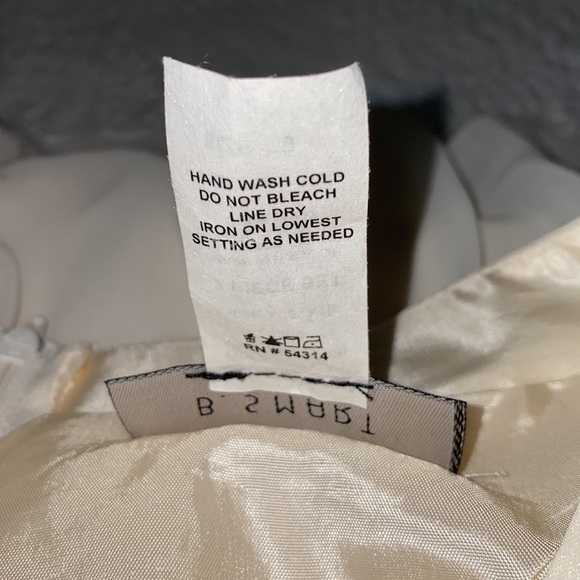 HAND WASH COLD
DO NOT BLEACH
LINE DRY
IRON ON LOWEST
SETTING AS NEEDED
RN # 54314
B. SMART